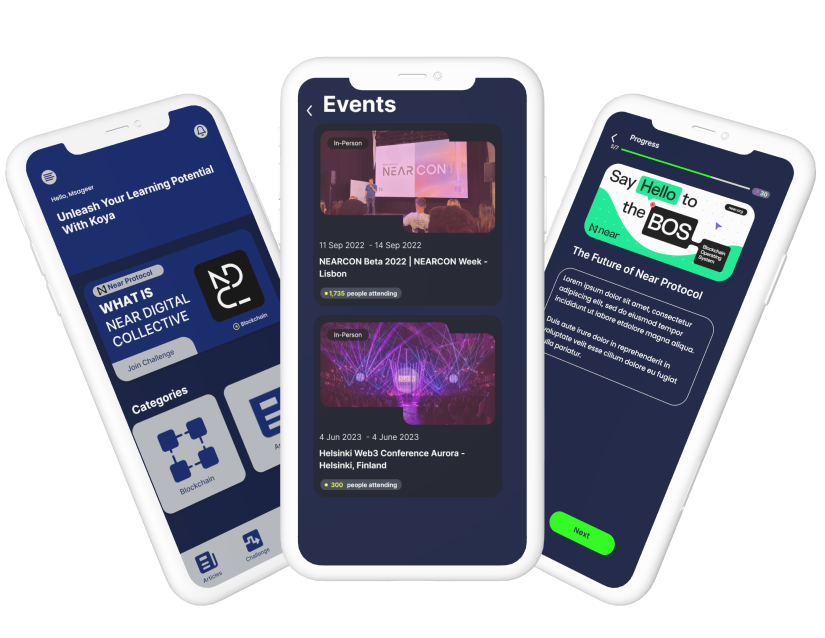 Hello, Msageer
Unleash Your Learning Potential
With Koya
Near Protocol
WHAT IS
NEAR DIGITAL
COLLECTIVE
Blockchain
Join Challenge
Categories
Blockchain
Articles
Challenge
Events
In-Person
NEARCON
11 Sep 2022 - 14 Sep 2022
NEARCON Beta 2022 | NEARCON Week -
Lisbon
1,735 people attending
In-Person
4 Jun 2023 - 4 June 2023
Helsinki Web3 Conference Aurora -
Helsinki, Finland
300 people attending
Progress
5/7
30
Say Hello to
the BOS
near
near.org
Blockchain
Operating
System
The Future of Near Protocol
Lorem ipsum dolor sit amet, consectetur
adipiscing elit, sed do eiusmod tempor
incididunt ut labore etdolore magna aliqua.
Duis aute irure dolor in reprehenderit in
voluptate velit esse cillum dolore eu fugiat
nulla pariatur.
Next